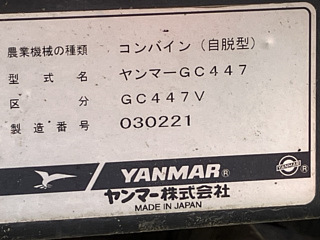 農業機械の種類 コンバイン（自脱型）
型式名 ヤンマーGC447
区分 GC447V
製造番号 030221
YANMAR®
ヤンマー株式会社
MADE IN JAPAN
YANMAR ®